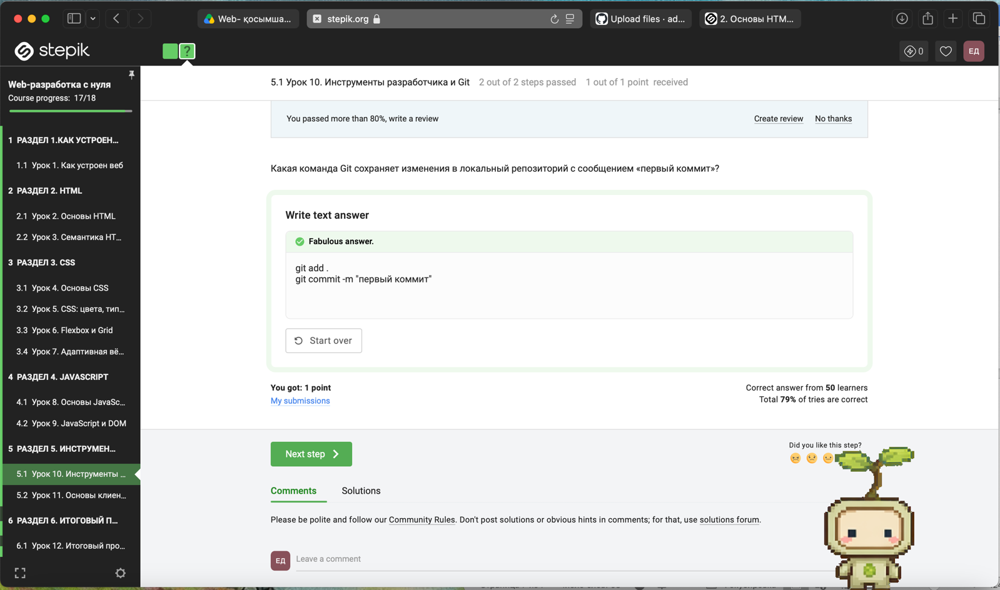 Web- қосымша...
stepik.org
Upload files · ad...
2. Основы HTM...
stepik
?
0
ЕД
Web-разработка с нуля
Course progress: 17/18
1 РАЗДЕЛ 1.КАК УСТРОЕН...
1.1 Урок 1. Как устроен веб
2 РАЗДЕЛ 2. HTML
2.1 Урок 2. Основы HTML
2.2 Урок 3. Семантика HT...
3 РАЗДЕЛ 3. CSS
3.1 Урок 4. Основы CSS
3.2 Урок 5. CSS: цвета, тип...
3.3 Урок 6. Flexbox и Grid
3.4 Урок 7. Адаптивная вё...
4 РАЗДЕЛ 4. JAVASCRIPT
4.1 Урок 8. Основы JavaSc...
4.2 Урок 9. JavaScript и DOM
5 РАЗДЕЛ 5. ИНСТРУМЕН...
5.1 Урок 10. Инструменты ...
5.2 Урок 11. Основы клиен...
6 РАЗДЕЛ 6. ИТОГОВЫЙ П...
6.1 Урок 12. Итоговый про...
5.1 Урок 10. Инструменты разработчика и Git 2 out of 2 steps passed 1 out of 1 point received
You passed more than 80%, write a review
Create review No thanks
Какая команда Git сохраняет изменения в локальный репозиторий с сообщением «первый коммит»?
Write text answer
Fabulous answer.
git add .
git commit -m "первый коммит"
Start over
You got: 1 point
My submissions
Correct answer from 50 learners
Total 79% of tries are correct
Next step
Did you like this step?
Comments Solutions
Please be polite and follow our Community Rules. Don't post solutions or obvious hints in comments; for that, use solutions forum.
ЕД
Leave a comment